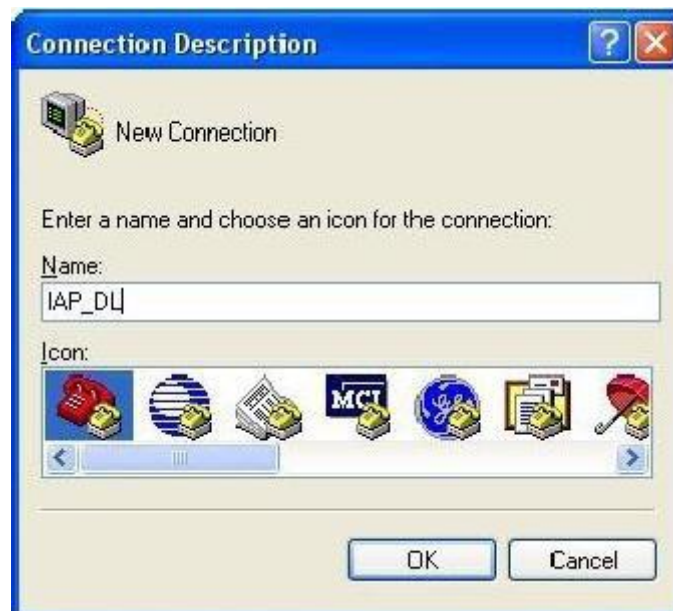 Connection Description
New Connection
Enter a name and choose an icon for the connection:
Name:
IAP_DL
Icon:
MCI
OK Cancel